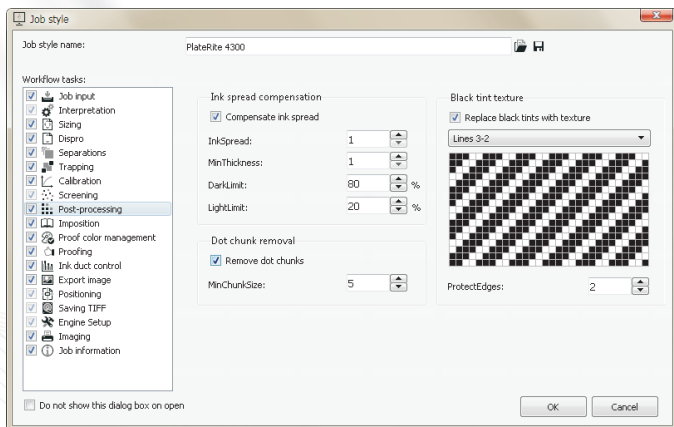 Job style
Job style name:
PlateRite 4300
Workflow tasks:
Job input
Interpretation
Sizing
Dispro
Separations
Trapping
Calibration
Screening
Post-processing
Imposition
Proof color management
Proofing
Ink duct control
Export image
Positioning
Saving TIFF
Engine Setup
Imaging
Job information
Ink spread compensation
Compensate ink spread
InkSpread: 1
MinThickness: 1
DarkLimit: 80 %
LightLimit: 20 %
Dot chunk removal
Remove dot chunks
MinChunkSize: 5
Black tint texture
Replace black tints with texture
Lines 3-2
ProtectEdges: 2
Do not show this dialog box on open
OK
Cancel